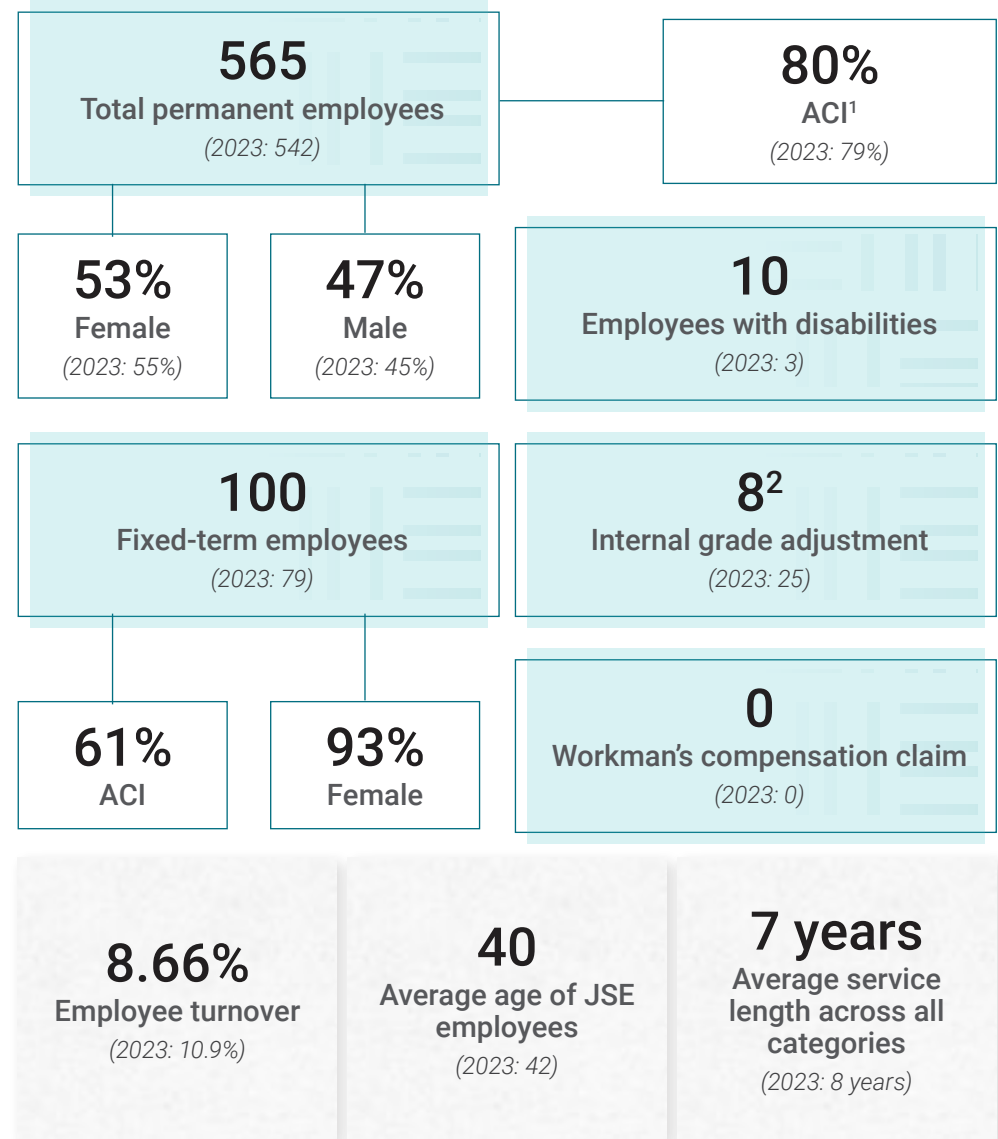 565
Total permanent employees
(2023: 542)
80%
ACI¹
(2023: 79%)
53%
Female
(2023: 55%)
47%
Male
(2023: 45%)
10
Employees with disabilities
(2023: 3)
100
Fixed-term employees
(2023: 79)
8²
Internal grade adjustment
(2023: 25)
61%
ACI
93%
Female
0
Workman’s compensation claim
(2023: 0)
8.66%
Employee turnover
(2023: 10.9%)
40
Average age of JSE
employees
(2023: 42)
7 years
Average service
length across all
categories
(2023: 8 years)